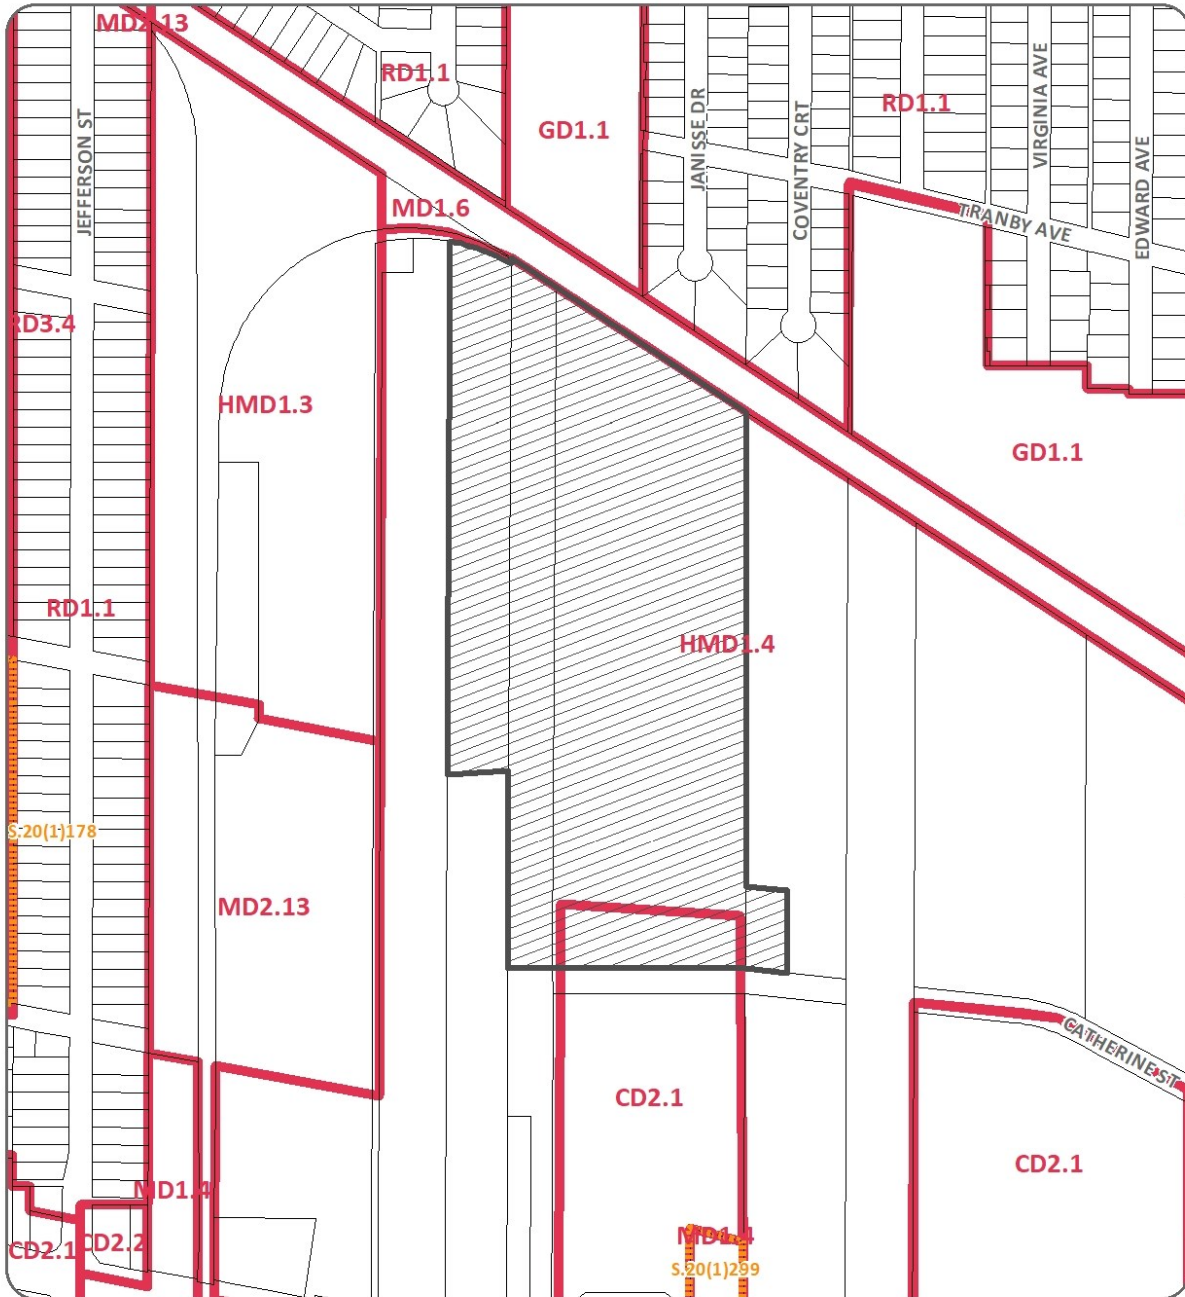 MD2.13
RD1.1
GD1.1
RD1.1
JEFFERSON ST
JANISSE DR
COVENTRY CRT
VIRGINIA AVE
EDWARD AVE
MD1.6
TRANBY AVE
RD3.4
HMD1.3
GD1.1
RD1.1
HMD1.4
S.20(1)178
MD2.13
CATHERINE ST
CD2.1
CD2.1
MD1.4
CD2.1
CD2.2
MD1.4
S.20(1)299